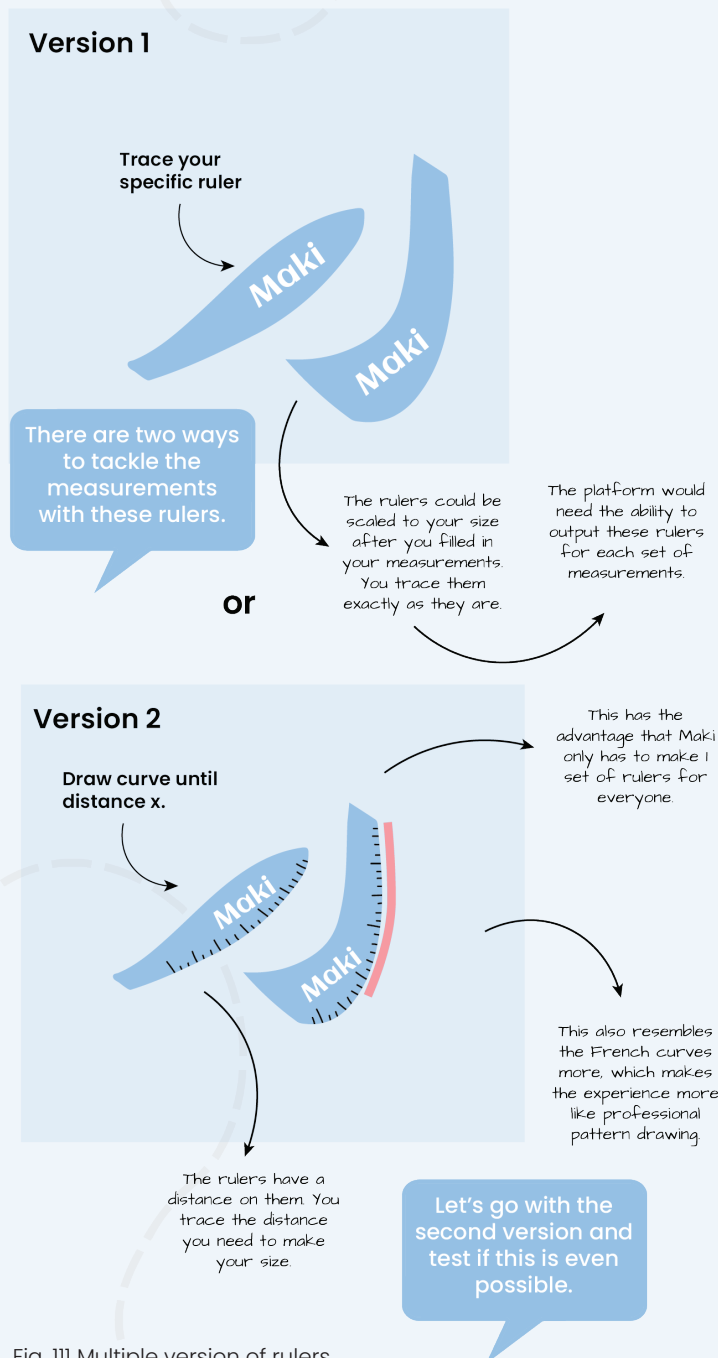 Version 1
Trace your
specific ruler
Maki
Maki
There are two ways
to tackle the
measurements
with these rulers.
The rulers could be
scaled to your size
after you filled in
your measurements.
You trace them
exactly as they are.
The platform would
need the ability to
output these rulers
for each set of
measurements.
or
Version 2
Draw curve until
distance x.
Maki
Maki
This has the
advantage that Maki
only has to make 1
set of rulers for
everyone.
This also resembles
the French curves
more, which makes
the experience more
like professional
pattern drawing.
The rulers have a
distance on them. You
trace the distance
you need to make
your size.
Let's go with the
second version and
test if this is even
possible.
Fig. 111 Multiple version of rulers